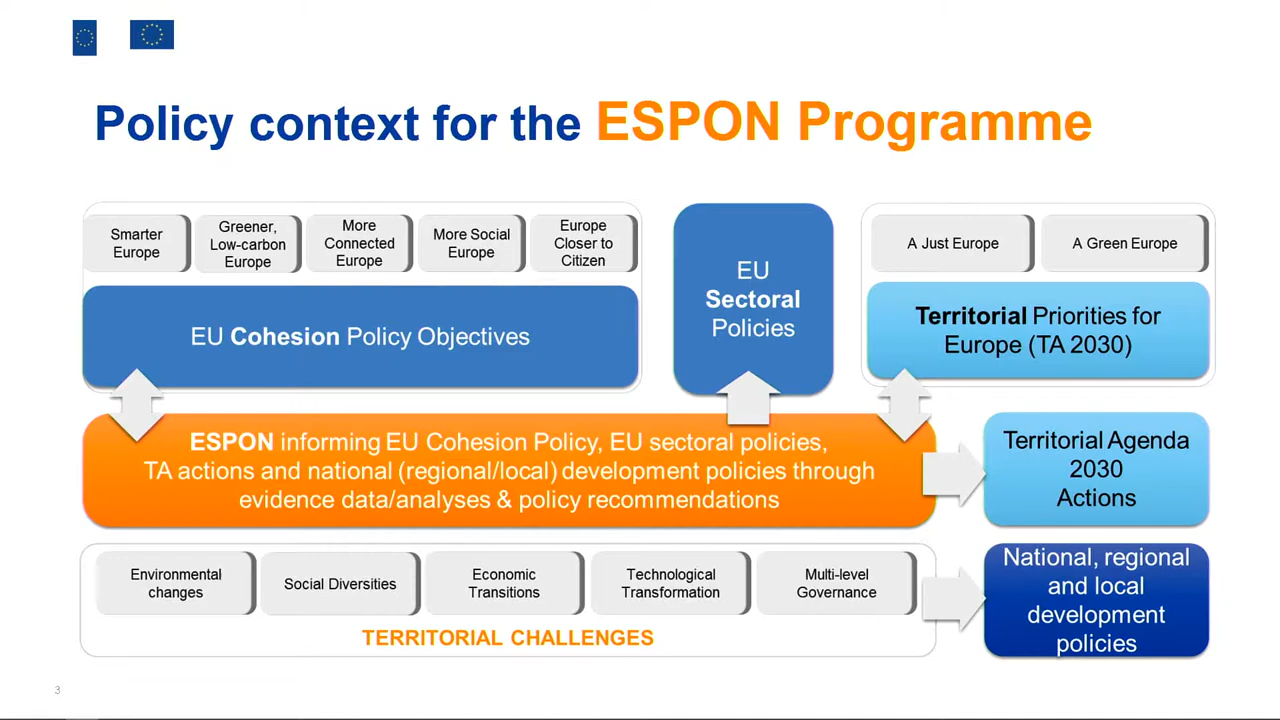 Policy context for the ESPON Programme
Smarter
Europe
Greener,
Low-carbon
Europe
More
Connected
Europe
More Social
Europe
Europe
Closer to
Citizen
EU Cohesion Policy Objectives
EU
Sectoral
Policies
A Just Europe
A Green Europe
Territorial Priorities for
Europe (TA 2030)
ESPON informing EU Cohesion Policy, EU sectoral policies,
TA actions and national (regional/local) development policies through
evidence data/analyses & policy recommendations
Territorial Agenda
2030
Actions
Environmental
changes
Social Diversities
Economic
Transitions
Technological
Transformation
Multi-level
Governance
TERRITORIAL CHALLENGES
National, regional
and local
development
policies
3